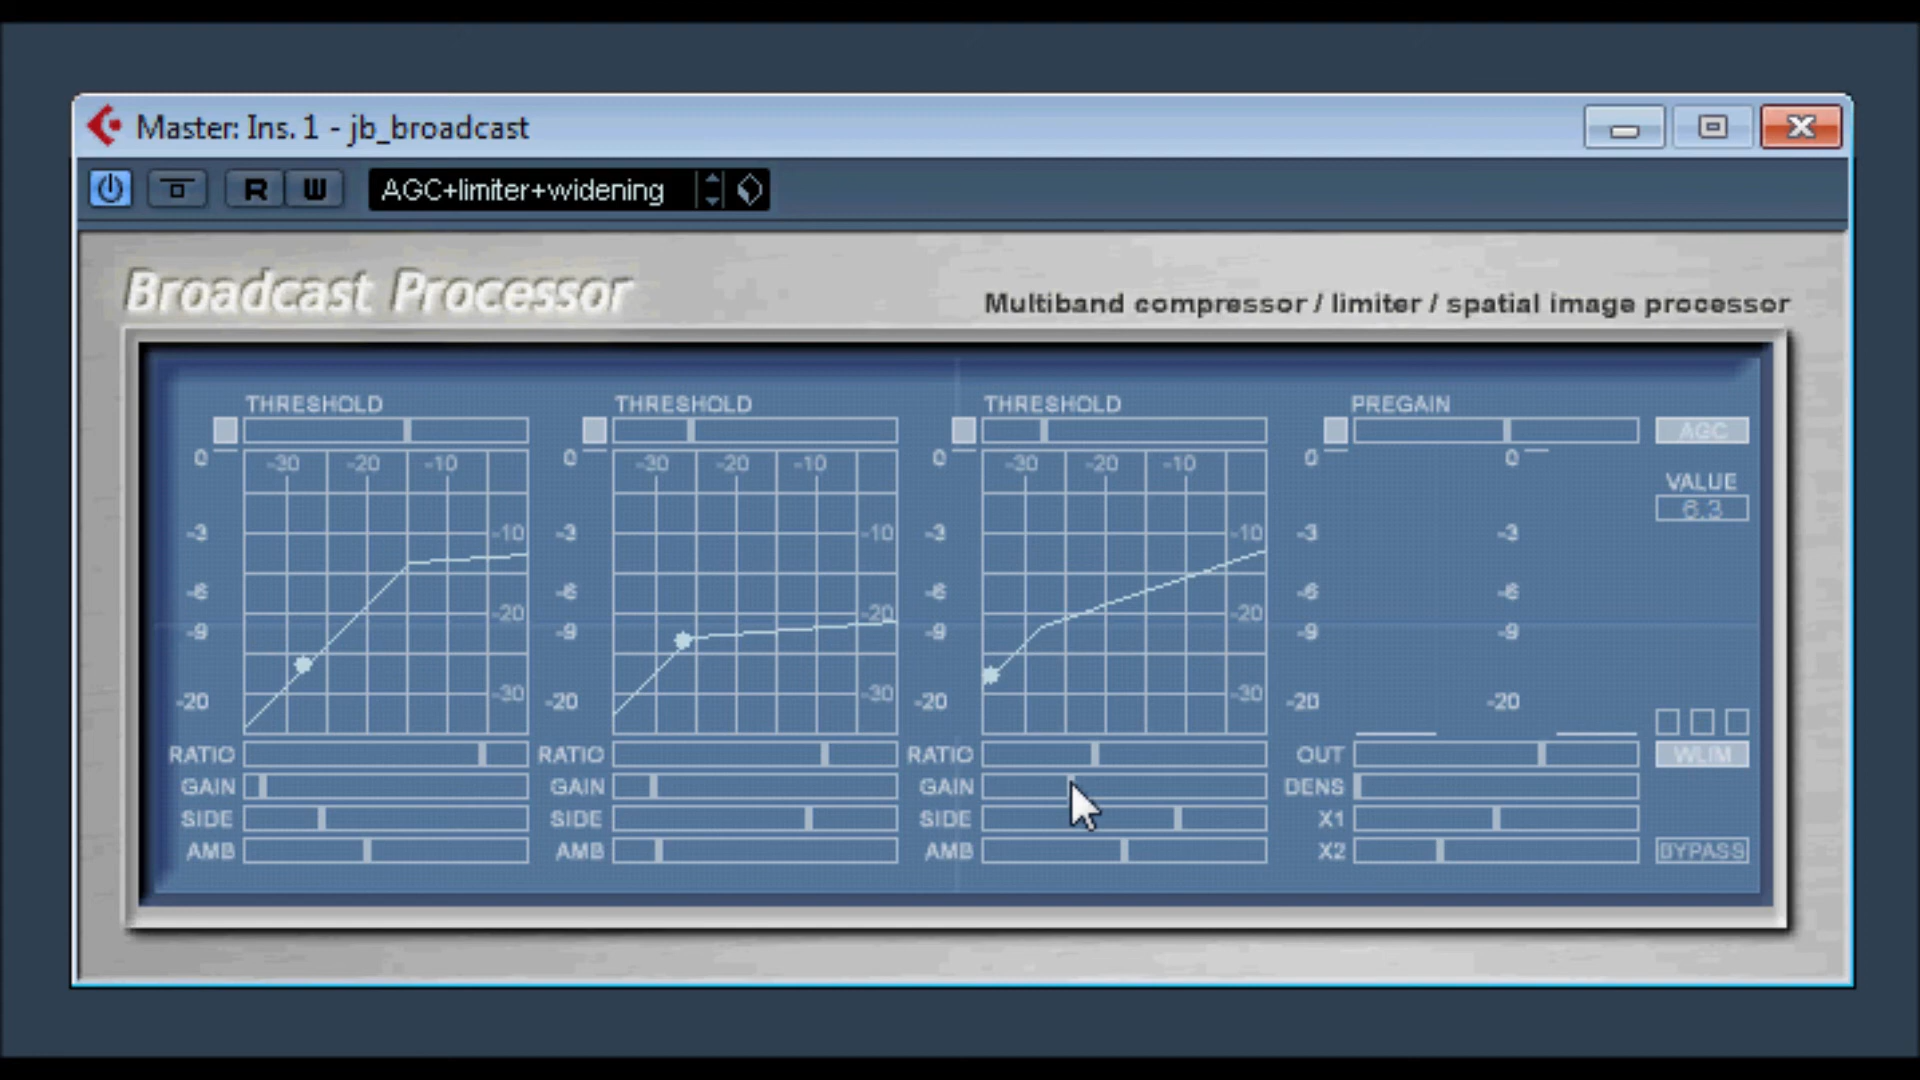 Master: Ins. 1 - jb_broadcast
R W AGC+limiter+widening
Broadcast Processor
Multiband compressor / limiter / spatial image processor
THRESHOLD THRESHOLD THRESHOLD PREGAIN
AGC
0 -30 -20 -10 0 -30 -20 -10 0 -30 -20 -10 0 0
VALUE
6.3
-3 -10 -3 -10 -3 -10 -3 -3
-6 -6 -6 -6 -6
-20 -20 -20
-9 -9 -9 -9 -9
-20 -30 -20 -30 -20 -30 -20 -20
RATIO RATIO RATIO OUT WLIM
GAIN GAIN GAIN DENS
SIDE SIDE SIDE X1
AMB AMB AMB X2 BYPASS